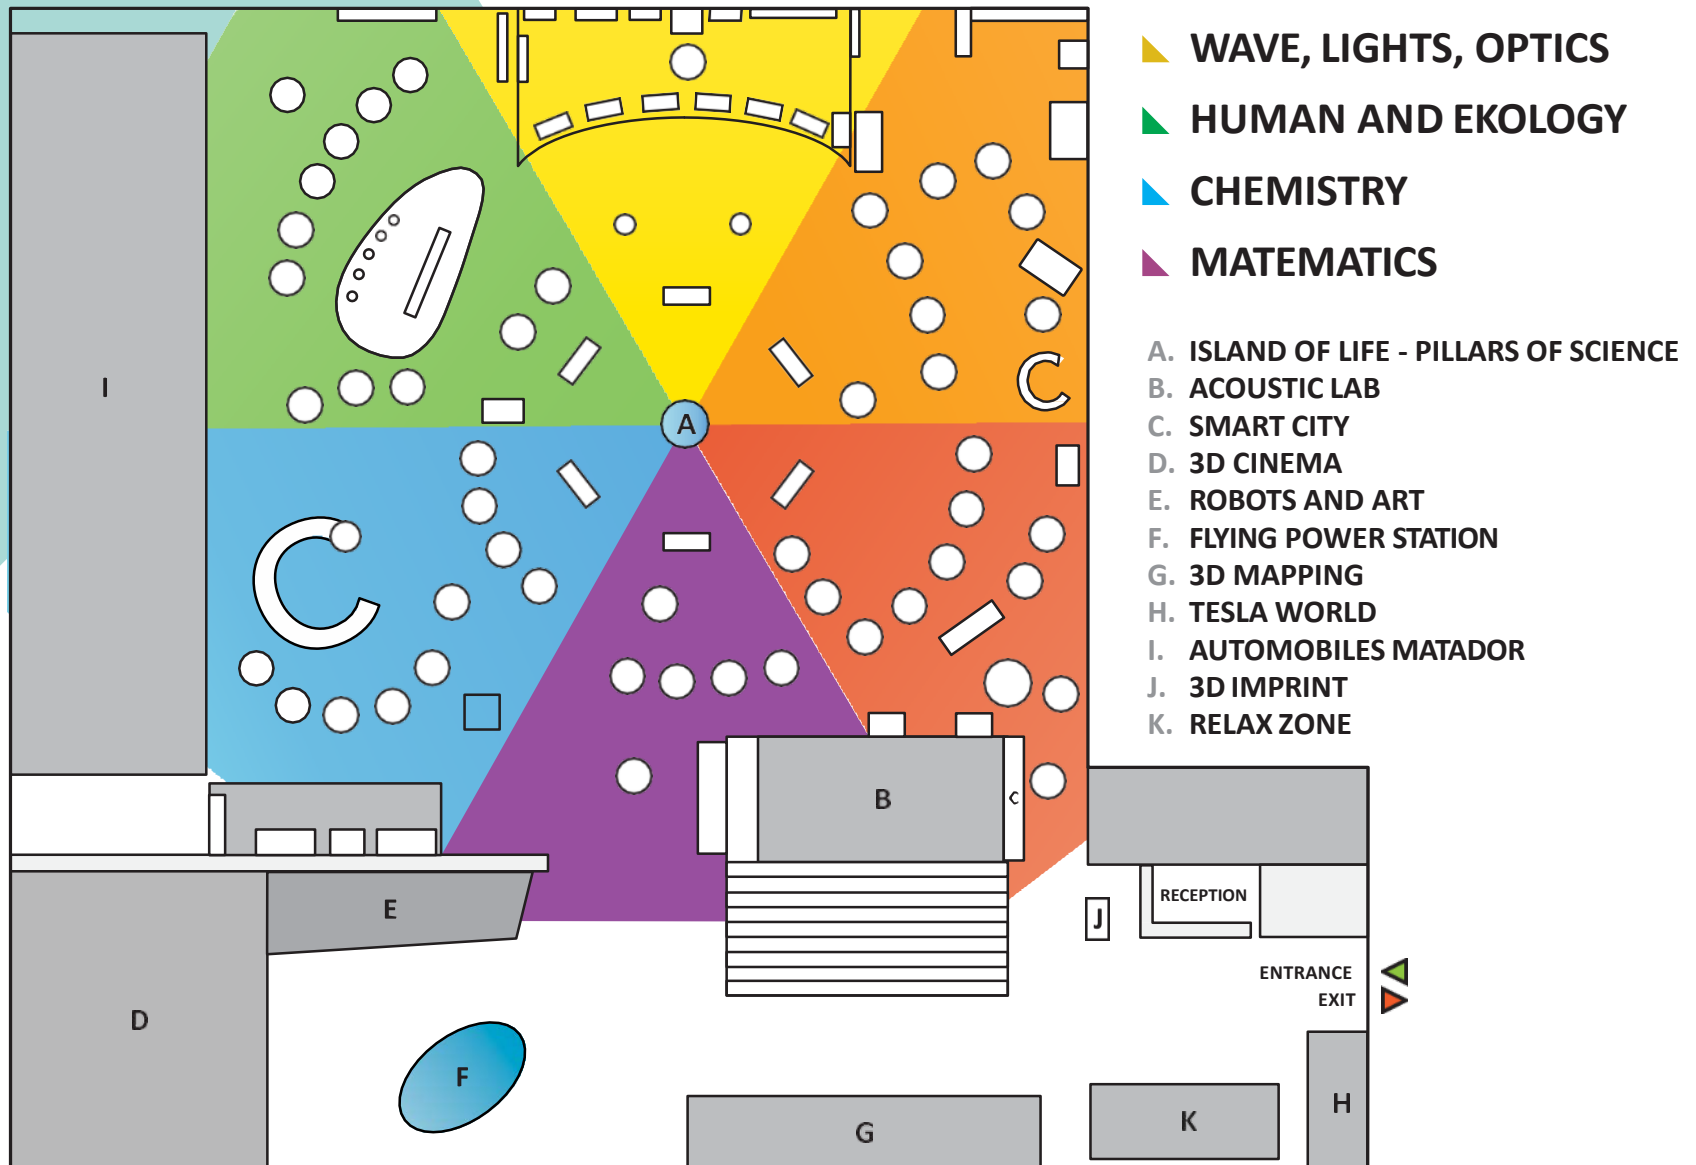 WAVE, LIGHTS, OPTICS
HUMAN AND EKOLOGY
CHEMISTRY
MATEMATICS
A. ISLAND OF LIFE - PILLARS OF SCIENCE
B. ACOUSTIC LAB
C. SMART CITY
D. 3D CINEMA
E. ROBOTS AND ART
F. FLYING POWER STATION
G. 3D MAPPING
H. TESLA WORLD
I. AUTOMOBILES MATADOR
J. 3D IMPRINT
K. RELAX ZONE
I
A
B
C
E
J
RECEPTION
ENTRANCE
EXIT
D
F
G
K
H